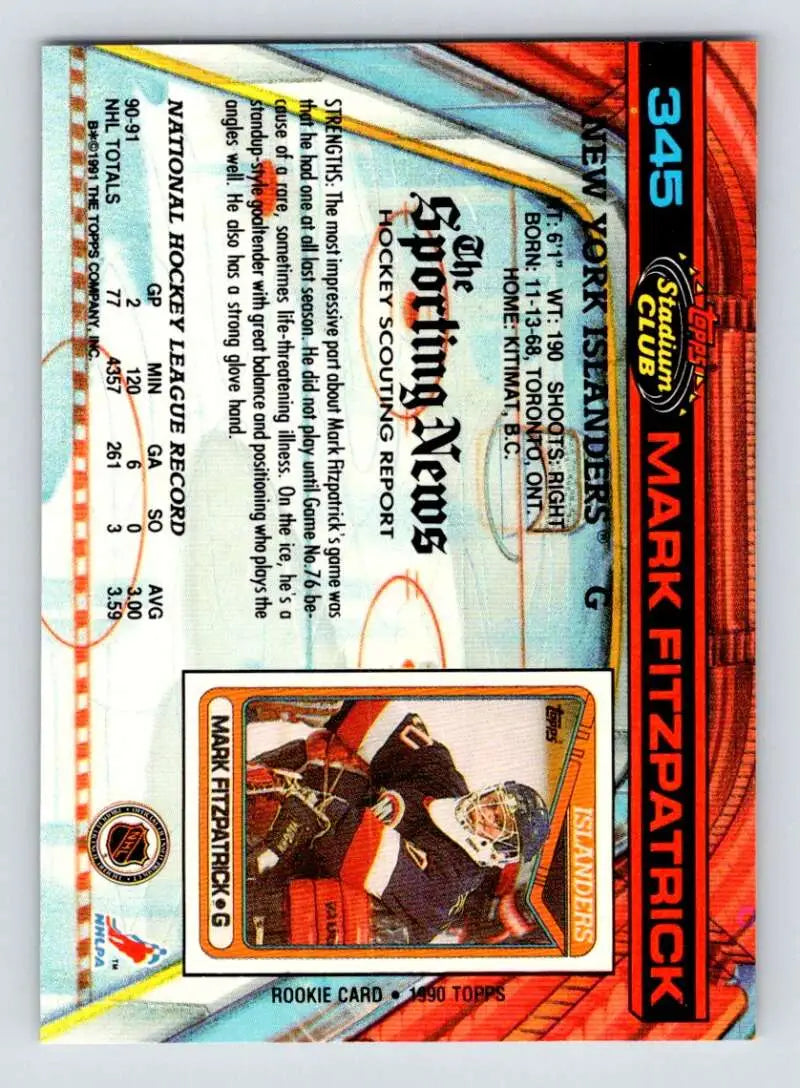 345
topps
Stadium
CLUB
MARK FITZPATRICK
NEW YORK ISLANDERS® G
T: 6'1" WT: 190 SHOOTS: RIGHT
BORN: 11-13-68, TORONTO, ONT.
HOME: KITIMAT, B.C.
The
Sporting News
HOCKEY SCOUTING REPORT
STRENGTHS: The most impressive part about Mark Fitzpatrick's game was
that he had one at all last season. He did not play until Game No.76 be-
cause of a rare, sometimes life-threatening illness. On the ice, he's a
standup-style goaltender with great balance and positioning who plays the
angles well. He also has a strong glove hand.
NATIONAL HOCKEY LEAGUE RECORD
GP MIN GA SO AVG
90-91 2 120 6 0 3.00
NHL TOTALS 77 4357 261 3 3.59
B*©1991 THE TOPPS COMPANY, INC.
topps
ISLANDERS
MARK FITZPATRICK•G
ROOKIE CARD • 1990 TOPPS
NHL
NHLPA
TM